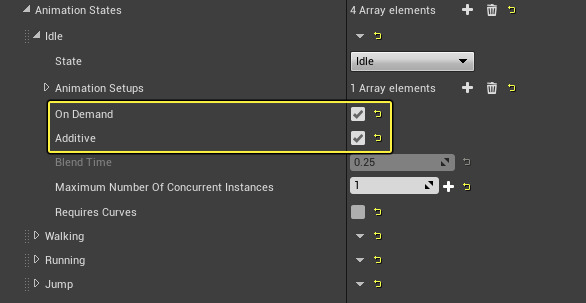 Animation States 4 Array elements
Idle
State Idle
Animation Setups 1 Array elements
On Demand
Additive
Blend Time 0.25
Maximum Number Of Concurrent Instances 1
Requires Curves
Walking
Running
Jump